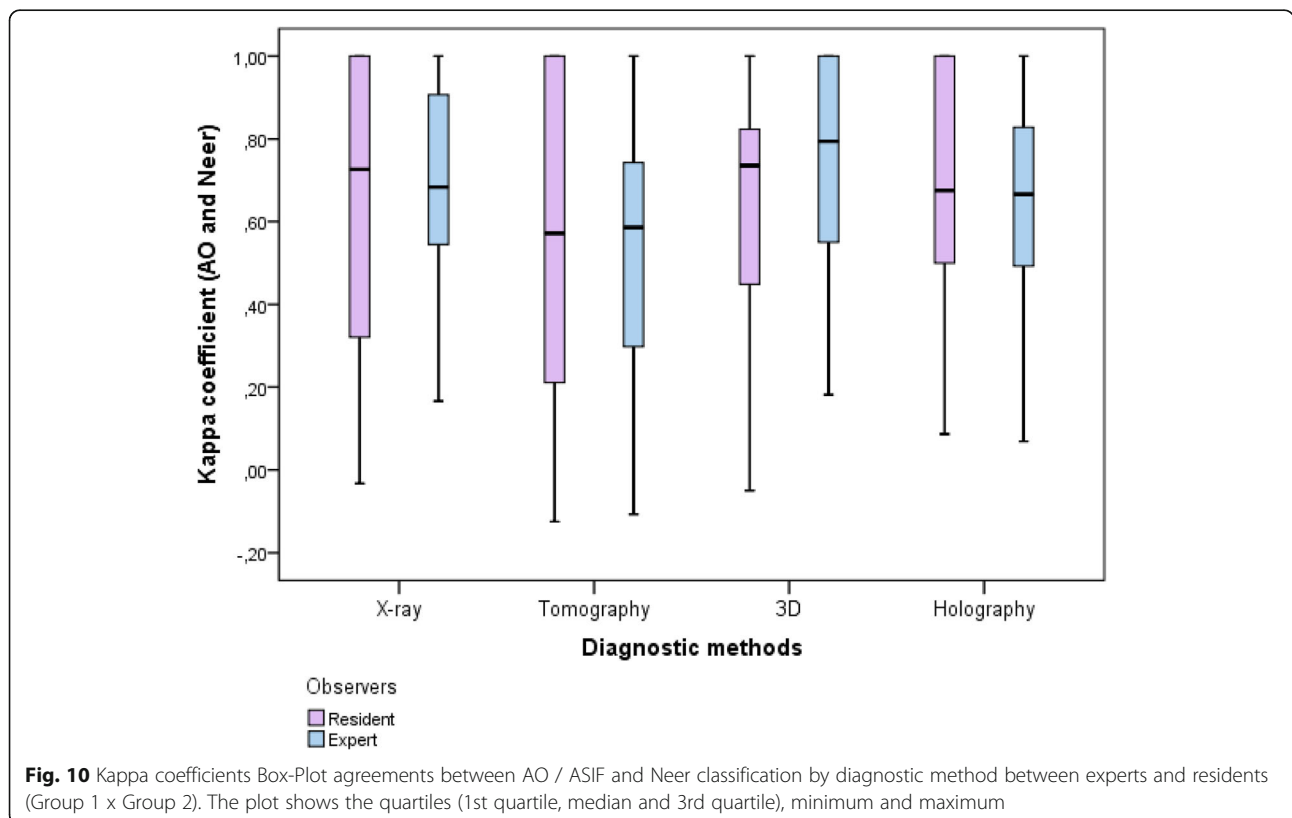 Kappa coefficient (AO and Neer)
1,00
,80
,60
,40
,20
,00
-,20
X-ray Tomography 3D Holography
Diagnostic methods
Observers
Resident
Expert
Fig. 10 Kappa coefficients Box-Plot agreements between AO / ASIF and Neer classification by diagnostic method between experts and residents
(Group 1 x Group 2). The plot shows the quartiles (1st quartile, median and 3rd quartile), minimum and maximum